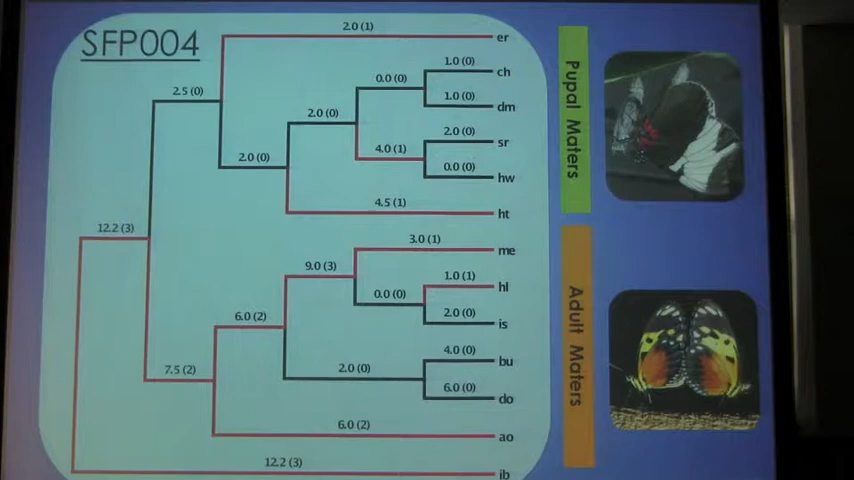 SFP004
2.0 (1)
er
1.0 (0)
ch
0.0 (0)
1.0 (0)
dm
2.5 (0)
2.0 (0)
2.0 (0)
sr
4.0 (1)
2.0 (0)
0.0 (0)
hw
4.5 (1)
ht
12.2 (3)
3.0 (1)
me
9.0 (3)
1.0 (1)
hl
0.0 (0)
2.0 (0)
is
6.0 (2)
4.0 (0)
bu
7.5 (2)
2.0 (0)
6.0 (0)
do
6.0 (2)
ao
12.2 (3)
ib
Pupal Maters
Adult Maters